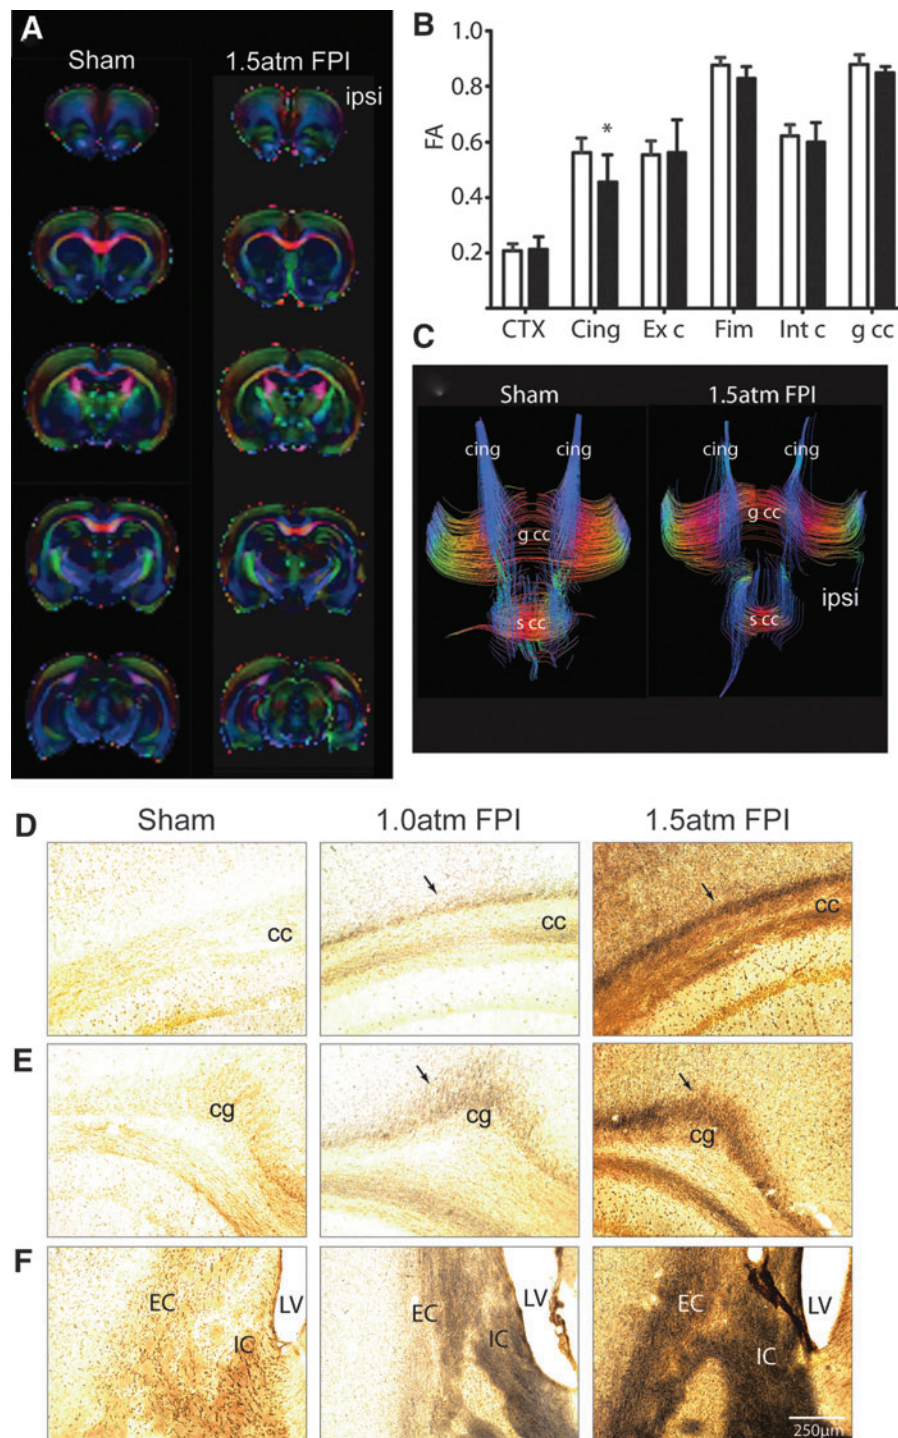 A
Sham 1.5atm FPI
ipsi
B
FA
1.0
0.8
0.6
0.4
0.2
*
CTX Cing Ex c Fim Int c g cc
C
Sham 1.5atm FPI
cing cing cing cing
g cc g cc
ipsi
s cc s cc
D
Sham 1.0atm FPI 1.5atm FPI
cc cc cc
E
cg cg cg
F
EC IC LV
EC IC LV
EC IC LV
250µm